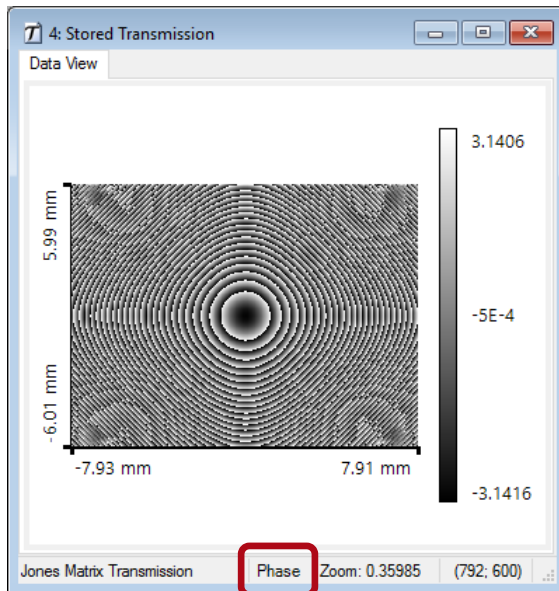 4: Stored Transmission
Data View
3.1406
5.99 mm
-5E-4
-6.01 mm
-3.1416
-7.93 mm 7.91 mm
Jones Matrix Transmission Phase Zoom: 0.35985 (792; 600)